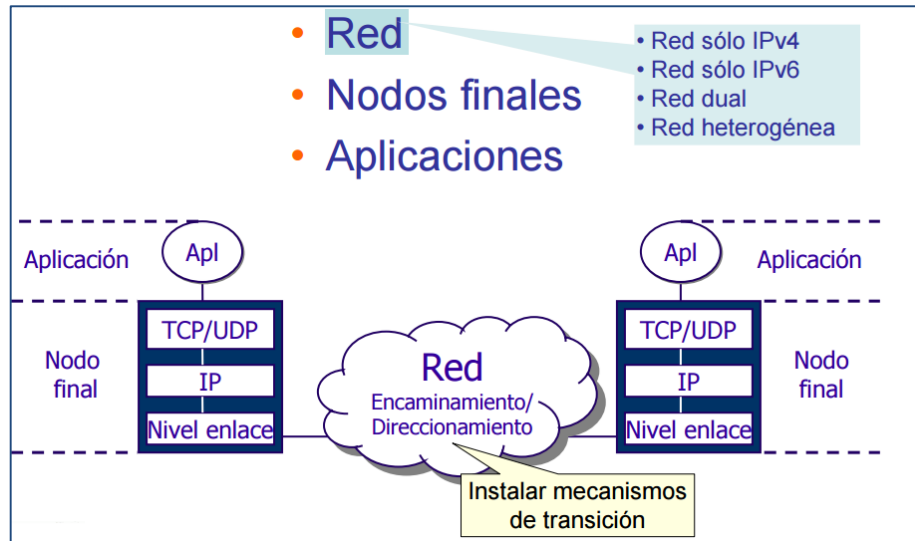 • Red
• Nodos finales
• Aplicaciones
• Red sólo IPv4
• Red sólo IPv6
• Red dual
• Red heterogénea
Aplicación
Apl
Apl
Aplicación
Nodo
final
TCP/UDP
IP
Nivel enlace
Red
Encaminamiento/
Direccionamiento
TCP/UDP
IP
Nivel enlace
Nodo
final
Instalar mecanismos
de transición